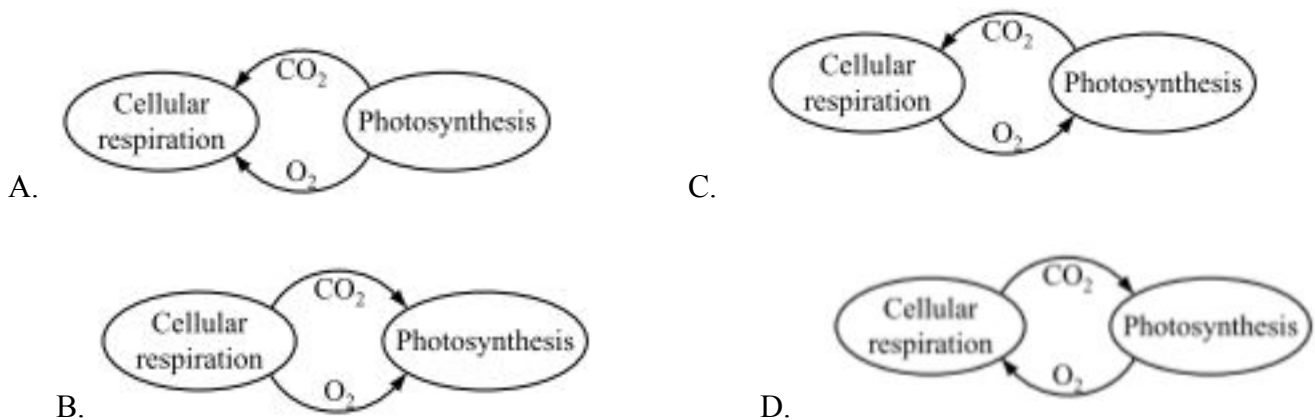 CO₂
Cellular
respiration
Photosynthesis
O₂
A.
CO₂
Cellular
respiration
Photosynthesis
O₂
C.
CO₂
Cellular
respiration
Photosynthesis
O₂
B.
CO₂
Cellular
respiration
Photosynthesis
O₂
D.